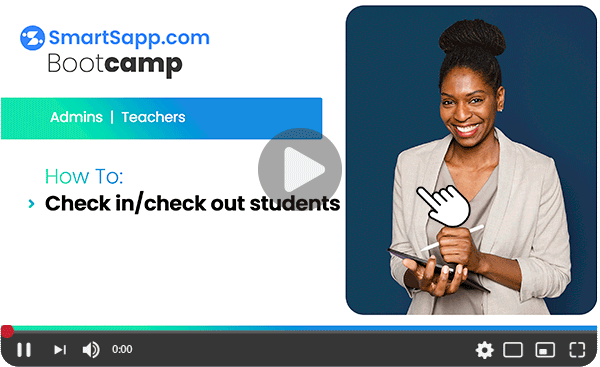 SmartSapp.com
Bootcamp
Admins | Teachers
How To:
Check in/check out students
0:00